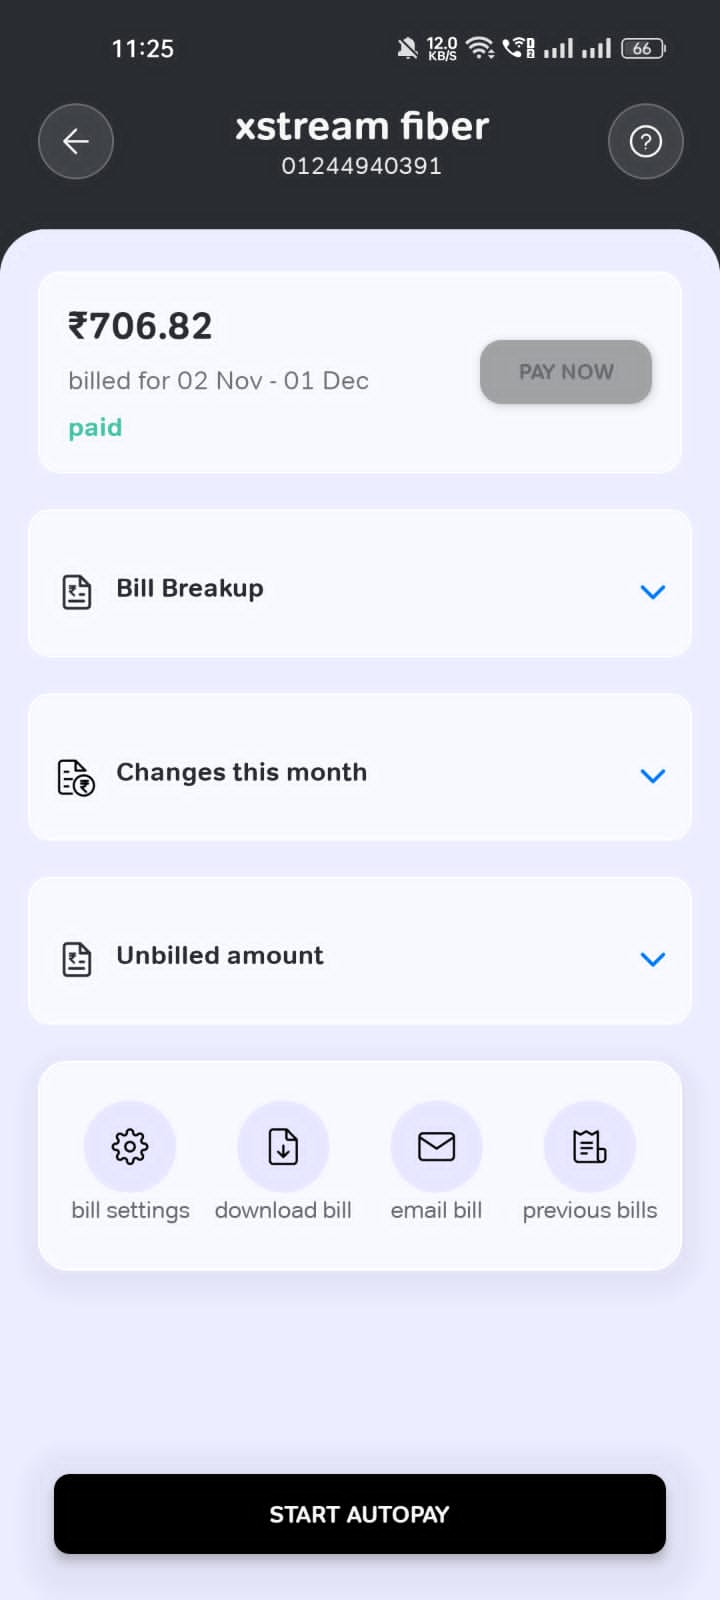 11:25
12.0
KB/S
66
xstream fiber
01244940391
₹706.82
billed for 02 Nov - 01 Dec
PAY NOW
paid
Bill Breakup
Changes this month
Unbilled amount
bill settings
download bill
email bill
previous bills
START AUTOPAY